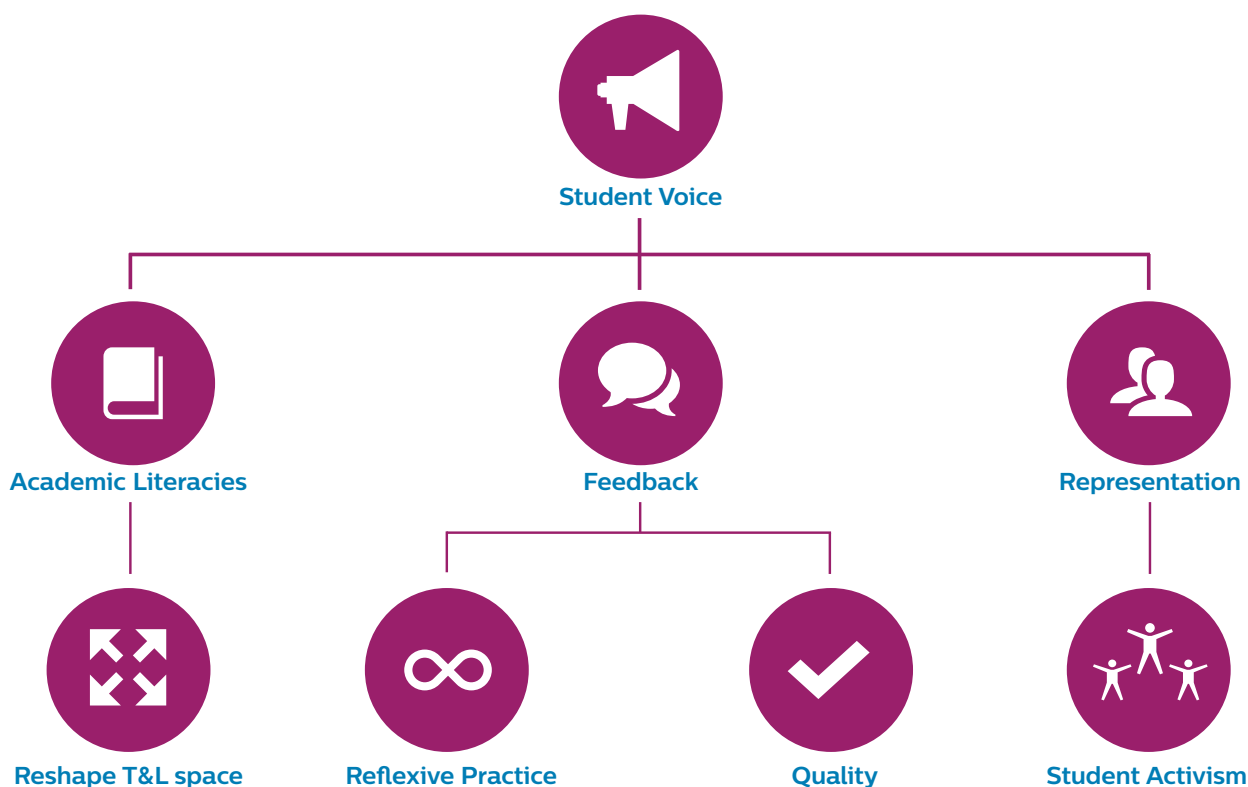 Student Voice
Academic Literacies
Feedback
Representation
Reshape T&L space
Reflexive Practice
Quality
Student Activism